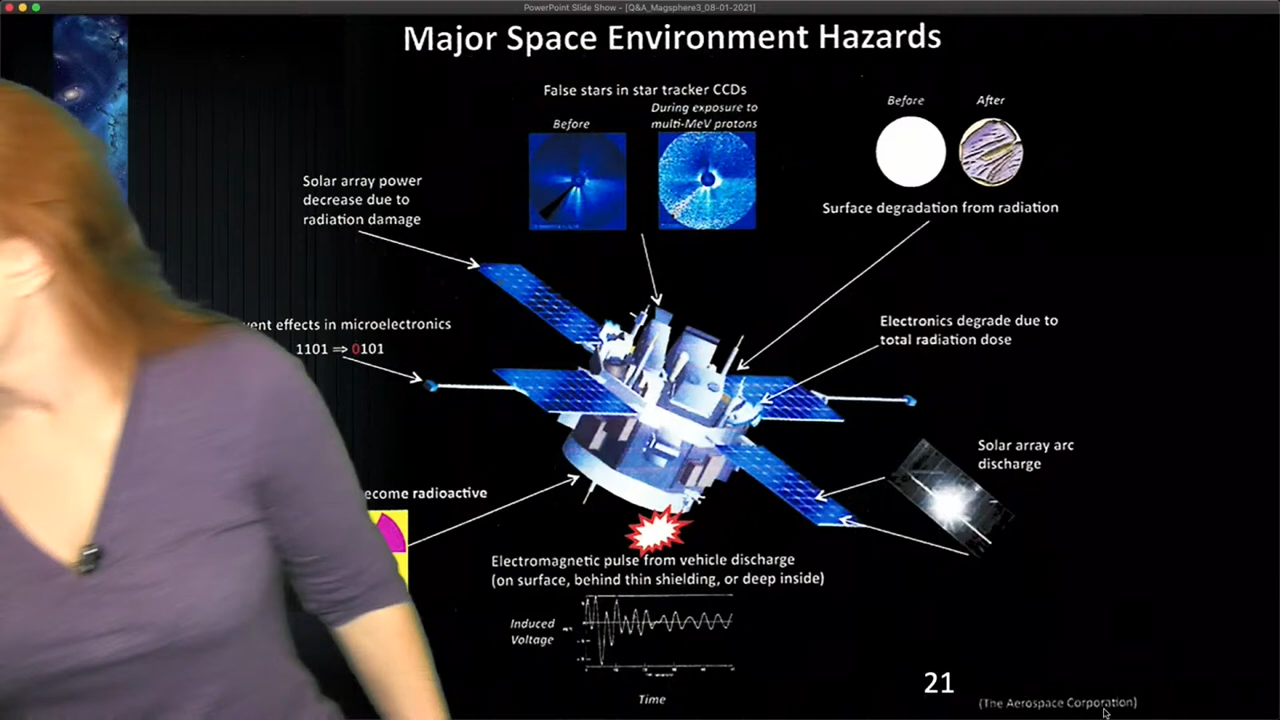 PowerPoint Slide Show - [Q&A_Magsphere3_08-01-2021]
Major Space Environment Hazards
False stars in star tracker CCDs
Before
During exposure to
multi-MeV protons
Before
After
Surface degradation from radiation
Solar array power
decrease due to
radiation damage
vent effects in microelectronics
1101 ⇒ 0101
Electronics degrade due to
total radiation dose
Solar array arc
discharge
ecome radioactive
Electromagnetic pulse from vehicle discharge
(on surface, behind thin shielding, or deep inside)
Induced
Voltage
Time
21
(The Aerospace Corporation)